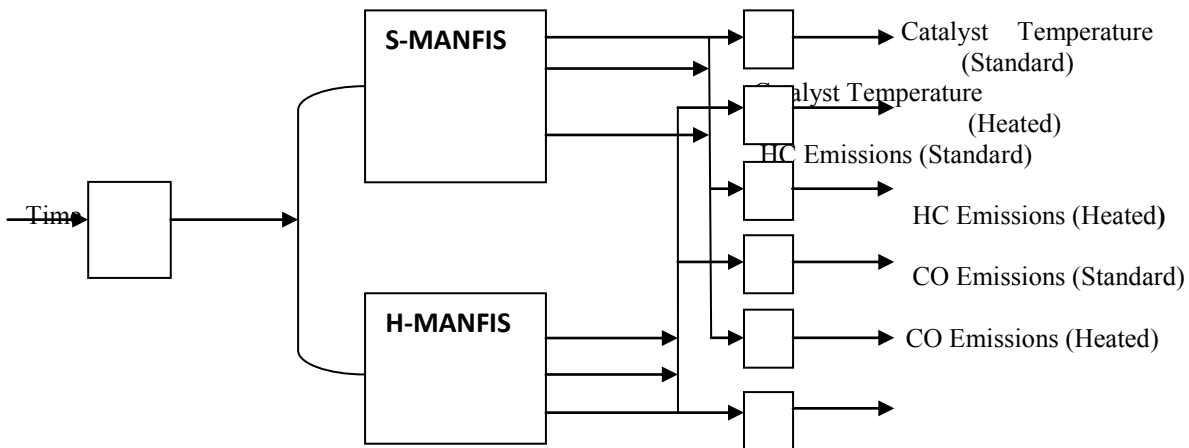 S-MANFIS
Catalyst Temperature
(Standard)
Catalyst Temperature
(Heated)
HC Emissions (Standard)
Time
HC Emissions (Heated)
CO Emissions (Standard)
H-MANFIS
CO Emissions (Heated)